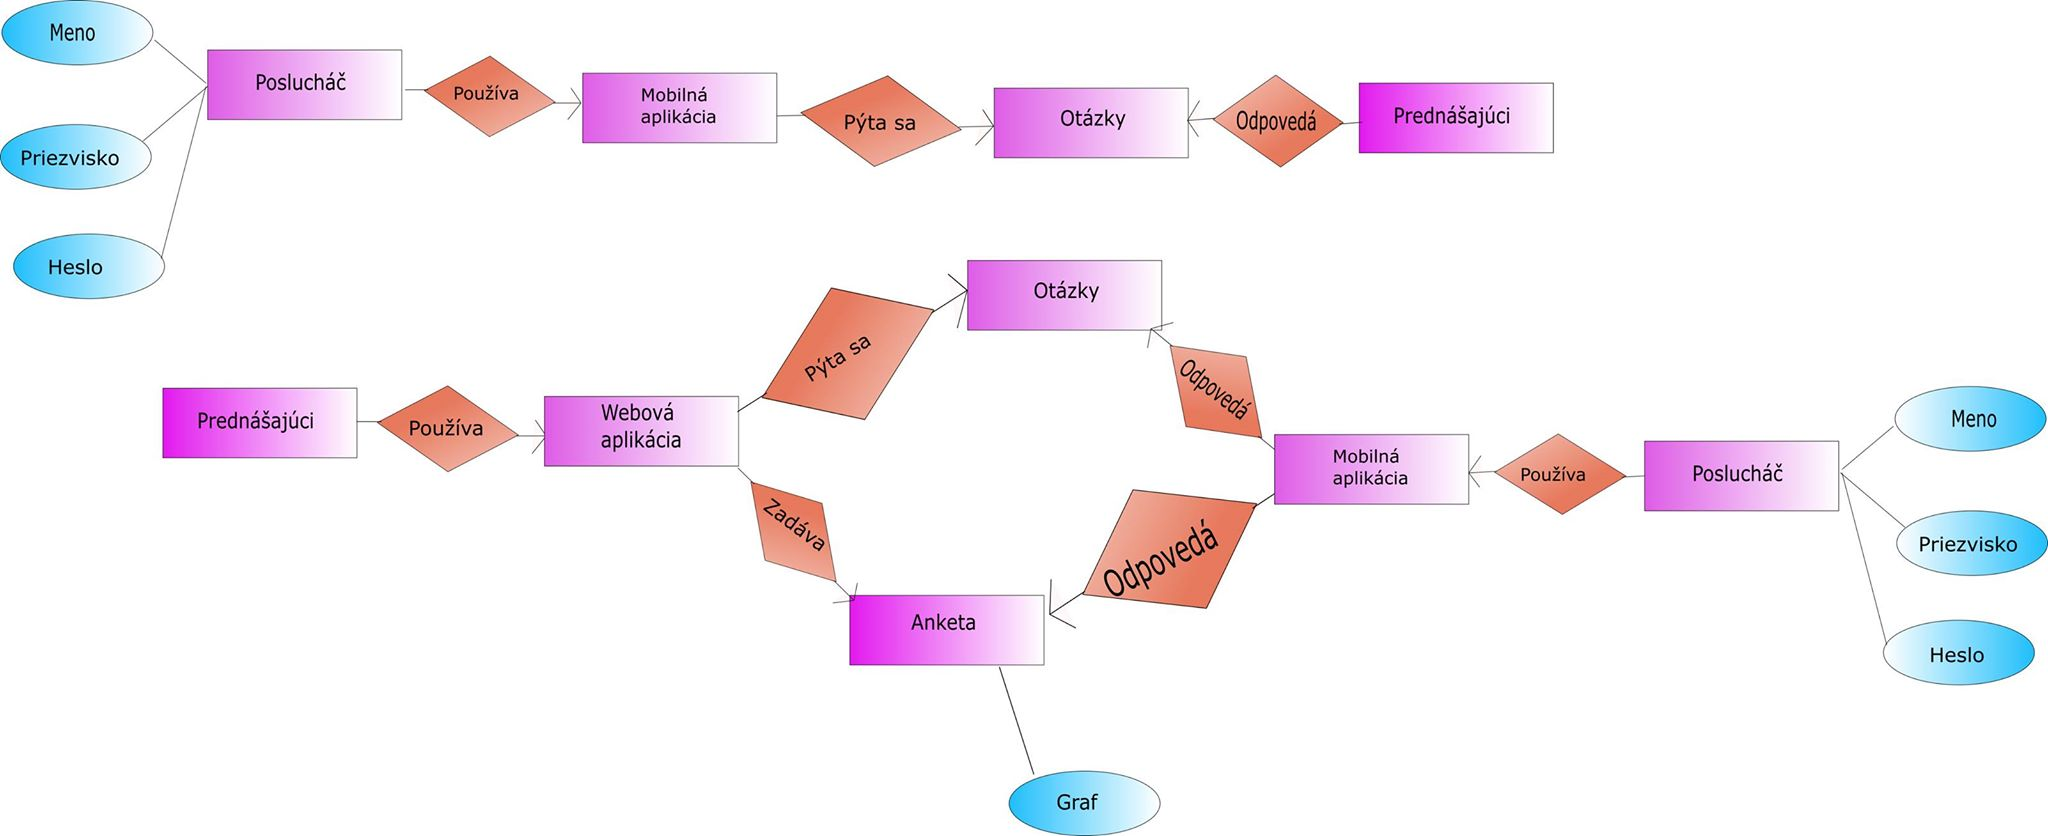 Meno
Priezvisko
Heslo
Poslucháč
Používa
Mobilná
aplikácia
Pýta sa
Otázky
Odpovedá
Prednášajúci
Prednášajúci
Používa
Webová
aplikácia
Pýta sa
Otázky
Zadáva
Anketa
Graf
Odpovedá
Odpovedá
Mobilná
aplikácia
Používa
Poslucháč
Meno
Priezvisko
Heslo